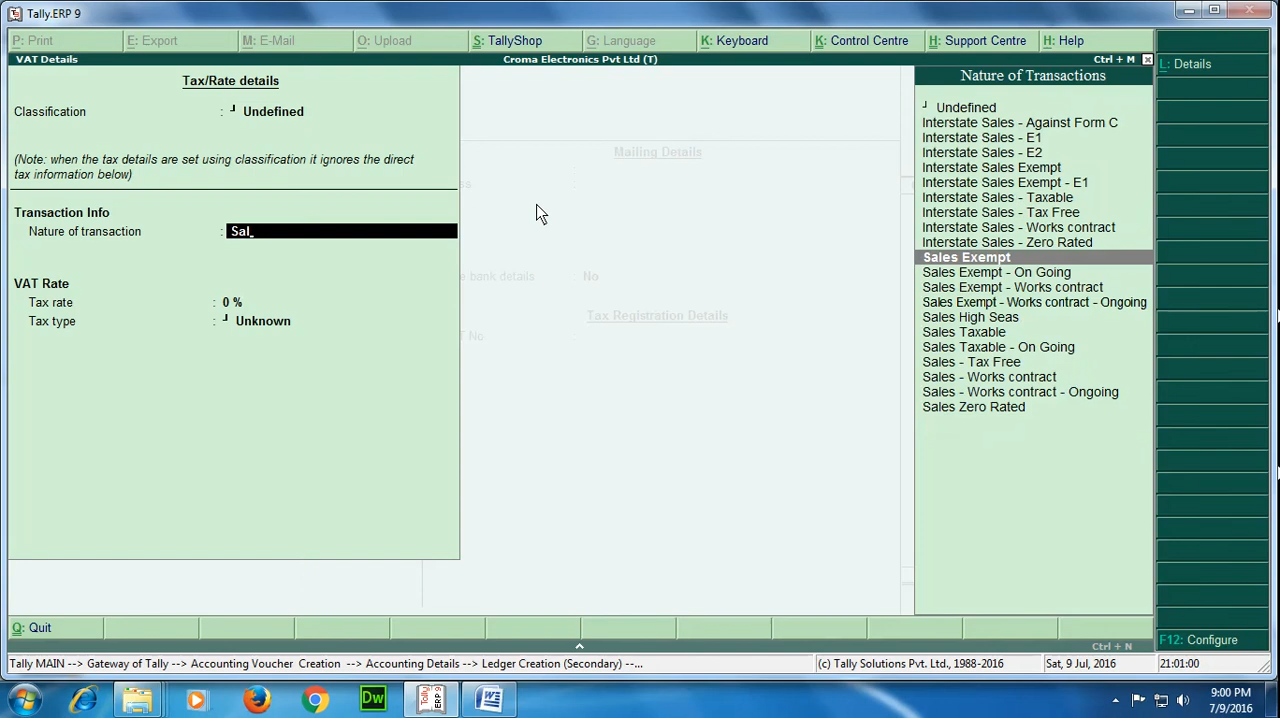 Tally.ERP 9
P: Print
E: Export
M: E-Mail
O: Upload
S: TallyShop
G: Language
K: Keyboard
K: Control Centre
H: Support Centre
H: Help
VAT Details
Croma Electronics Pvt Ltd (T)
Ctrl + M
L: Details
Tax/Rate details
Classification : ┘ Undefined
(Note: when the tax details are set using classification it ignores the direct
tax information below)
Transaction Info
Nature of transaction : Sal_
VAT Rate
Tax rate : 0 %
Tax type : ┘ Unknown
Mailing Details
ss
e bank details : No
Tax Registration Details
T No
Nature of Transactions
┘ Undefined
Interstate Sales - Against Form C
Interstate Sales - E1
Interstate Sales - E2
Interstate Sales Exempt
Interstate Sales Exempt - E1
Interstate Sales - Taxable
Interstate Sales - Tax Free
Interstate Sales - Works contract
Interstate Sales - Zero Rated
Sales Exempt
Sales Exempt - On Going
Sales Exempt - Works contract
Sales Exempt - Works contract - Ongoing
Sales High Seas
Sales Taxable
Sales Taxable - On Going
Sales - Tax Free
Sales - Works contract
Sales - Works contract - Ongoing
Sales Zero Rated
Q: Quit
F12: Configure
Ctrl + N
Tally MAIN --> Gateway of Tally --> Accounting Voucher Creation --> Accounting Details --> Ledger Creation (Secondary) --...
(c) Tally Solutions Pvt. Ltd., 1988-2016
Sat, 9 Jul, 2016
21:01:00
Dw
Tally ERP 9
9:00 PM
7/9/2016